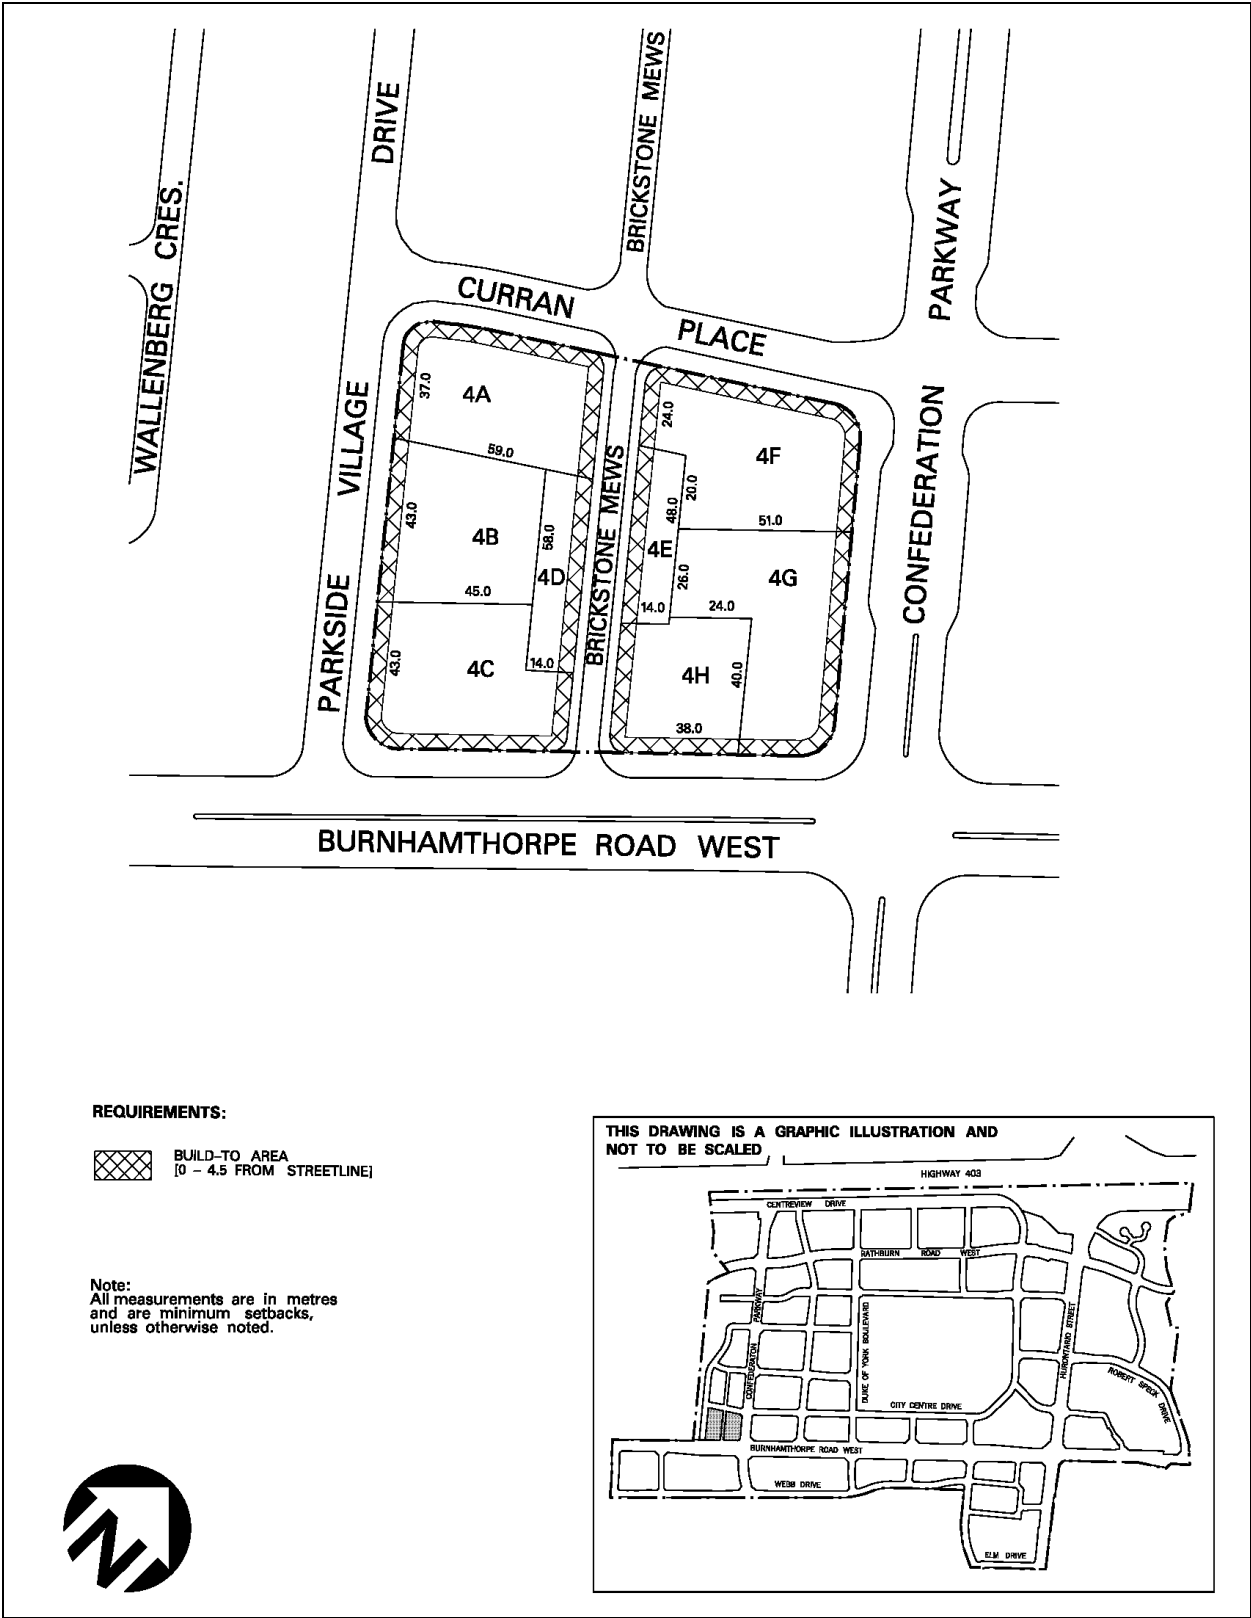 DRIVE
BRICKSTONE MEWS
WALLENBERG CRES.
PARKWAY
CURRAN
PLACE
VILLAGE
PARKSIDE
CONFEDERATION
BRICKSTONE MEWS
37.0
4A
59.0
43.0
4B
58.0
4D
45.0
43.0
4C
14.0
24.0
4F
20.0
48.0
51.0
4E
4G
26.0
14.0
24.0
4H
40.0
38.0
BURNHAMTHORPE ROAD WEST
REQUIREMENTS:
BUILD-TO AREA
[0 - 4.5 FROM STREETLINE]
Note:
All measurements are in metres
and are minimum setbacks,
unless otherwise noted.
N
THIS DRAWING IS A GRAPHIC ILLUSTRATION AND
NOT TO BE SCALED
HIGHWAY 403
CENTREVIEW DRIVE
RATHBURN ROAD WEST
PARKWAY
CONFEDERATON
DUKE OF YORK BOULEVARD
HURONTARIO STREET
ROBERT SPECK DRIVE
CITY CENTRE DRIVE
BURNHAMTHORPE ROAD WEST
WEBB DRIVE
ELM DRIVE